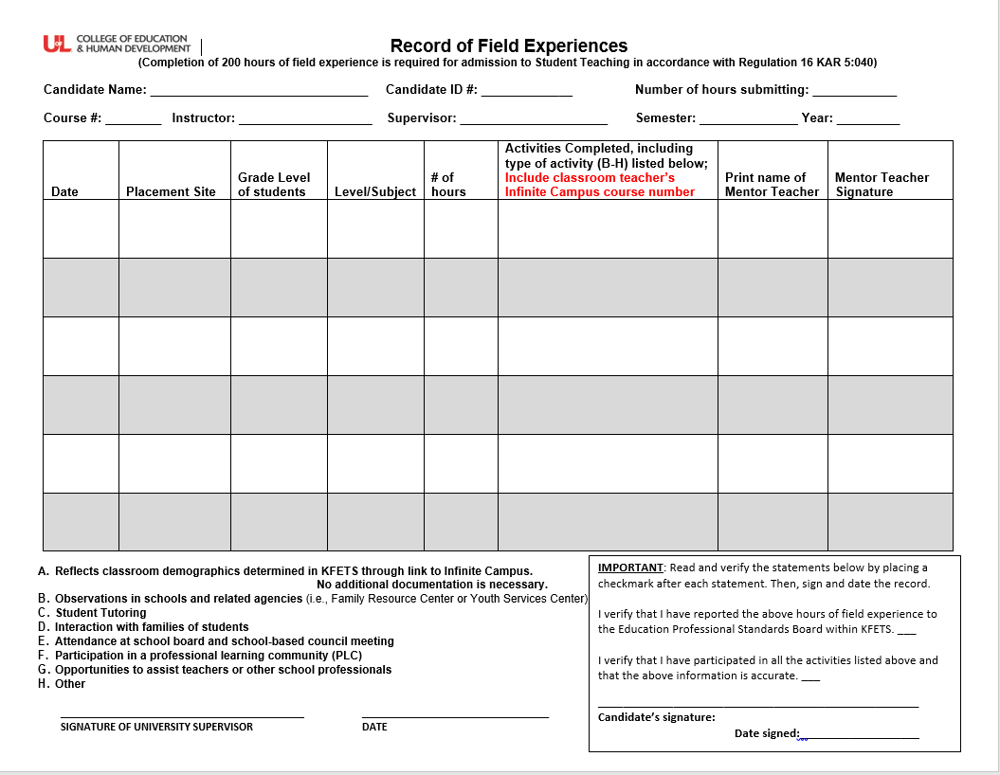 UofL COLLEGE OF EDUCATION
& HUMAN DEVELOPMENT
Record of Field Experiences
(Completion of 200 hours of field experience is required for admission to Student Teaching in accordance with Regulation 16 KAR 5:040)
Candidate Name: ________________________________ Candidate ID #: _____________ Number of hours submitting: ____________
Course #: ________ Instructor: ___________________ Supervisor: _____________________ Semester: ______________ Year: _________
Date
Placement Site
Grade Level
of students
Level/Subject
# of
hours
Activities Completed, including
type of activity (B-H) listed below;
Include classroom teacher's
Infinite Campus course number
Print name of
Mentor Teacher
Mentor Teacher
Signature
A. Reflects classroom demographics determined in KFETS through link to Infinite Campus.
No additional documentation is necessary.
B. Observations in schools and related agencies (i.e., Family Resource Center or Youth Services Center)
C. Student Tutoring
D. Interaction with families of students
E. Attendance at school board and school-based council meeting
F. Participation in a professional learning community (PLC)
G. Opportunities to assist teachers or other school professionals
H. Other
SIGNATURE OF UNIVERSITY SUPERVISOR DATE
IMPORTANT: Read and verify the statements below by placing a
checkmark after each statement. Then, sign and date the record.
I verify that I have reported the above hours of field experience to
the Education Professional Standards Board within KFETS. ___
I verify that I have participated in all the activities listed above and
that the above information is accurate. ___
Candidate's signature:
Date signed:____________________